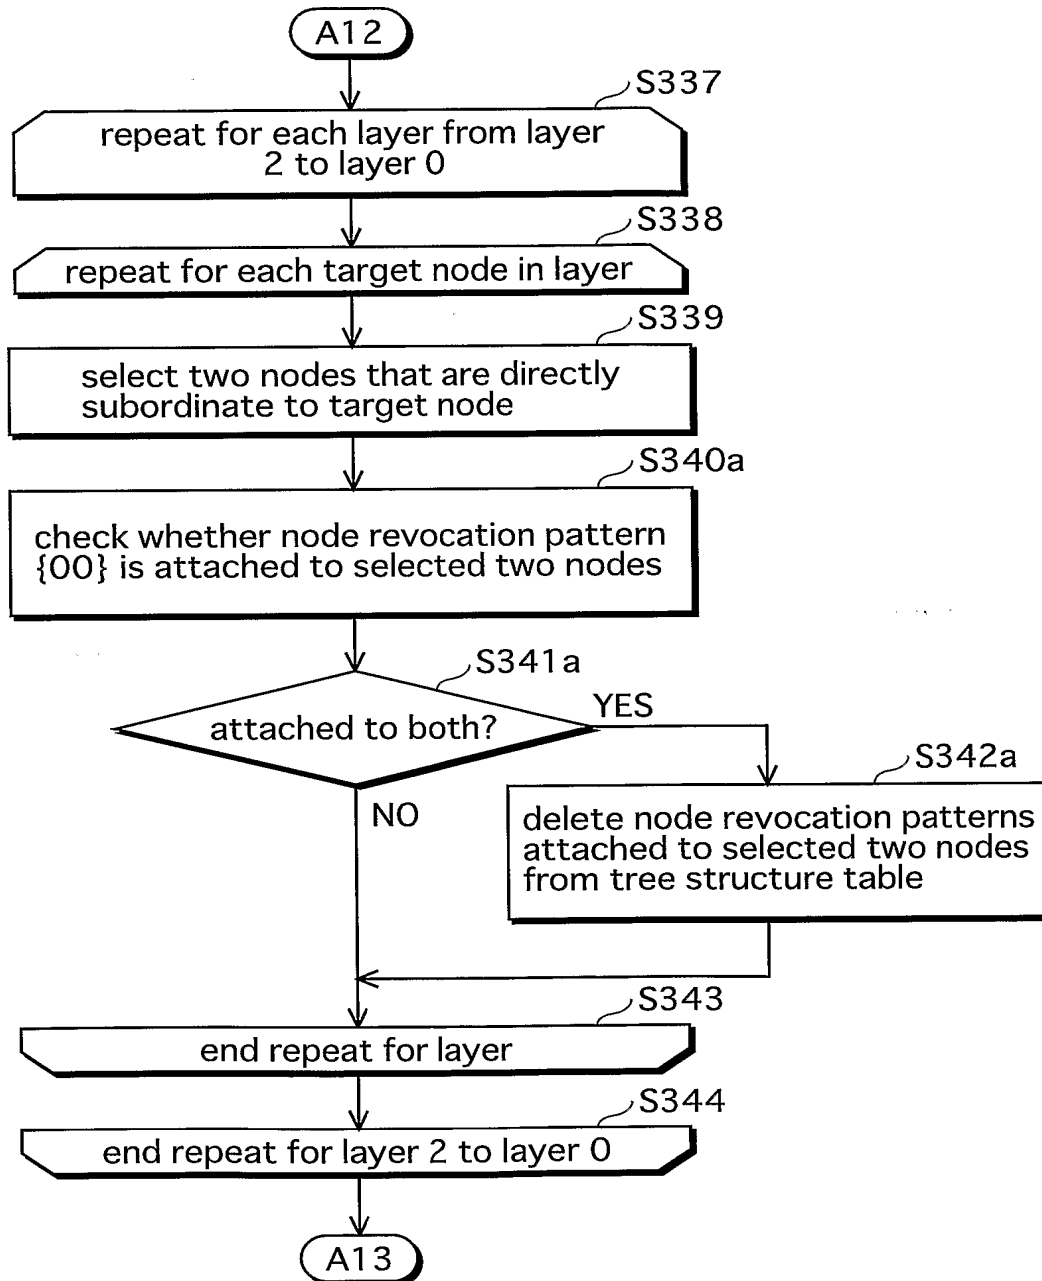 A12
S337
repeat for each layer from layer
2 to layer 0
S338
repeat for each target node in layer
S339
select two nodes that are directly
subordinate to target node
S340a
check whether node revocation pattern
{00} is attached to selected two nodes
S341a
attached to both?
YES
NO
S342a
delete node revocation patterns
attached to selected two nodes
from tree structure table
S343
end repeat for layer
S344
end repeat for layer 2 to layer 0
A13